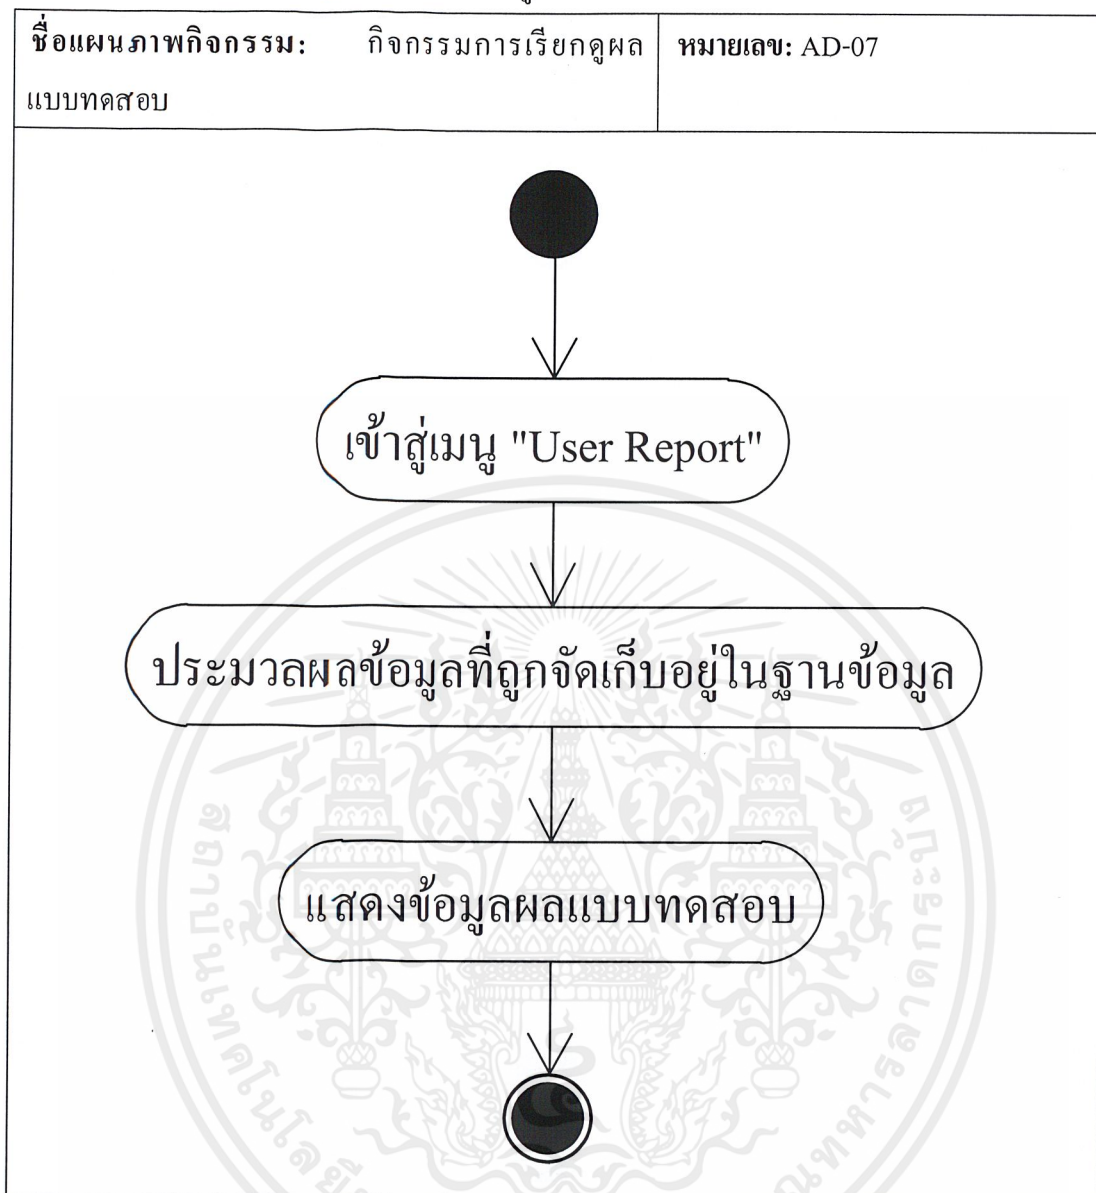 ชื่อแผนภาพกิจกรรม: กิจกรรมการเรียกดูผล
แบบทดสอบ
หมายเลข: AD-07
เข้าสู่เมนู "User Report"
ประมวลผลข้อมูลที่ถูกจัดเก็บอยู่ในฐานข้อมูล
แสดงข้อมูลผลแบบทดสอบ